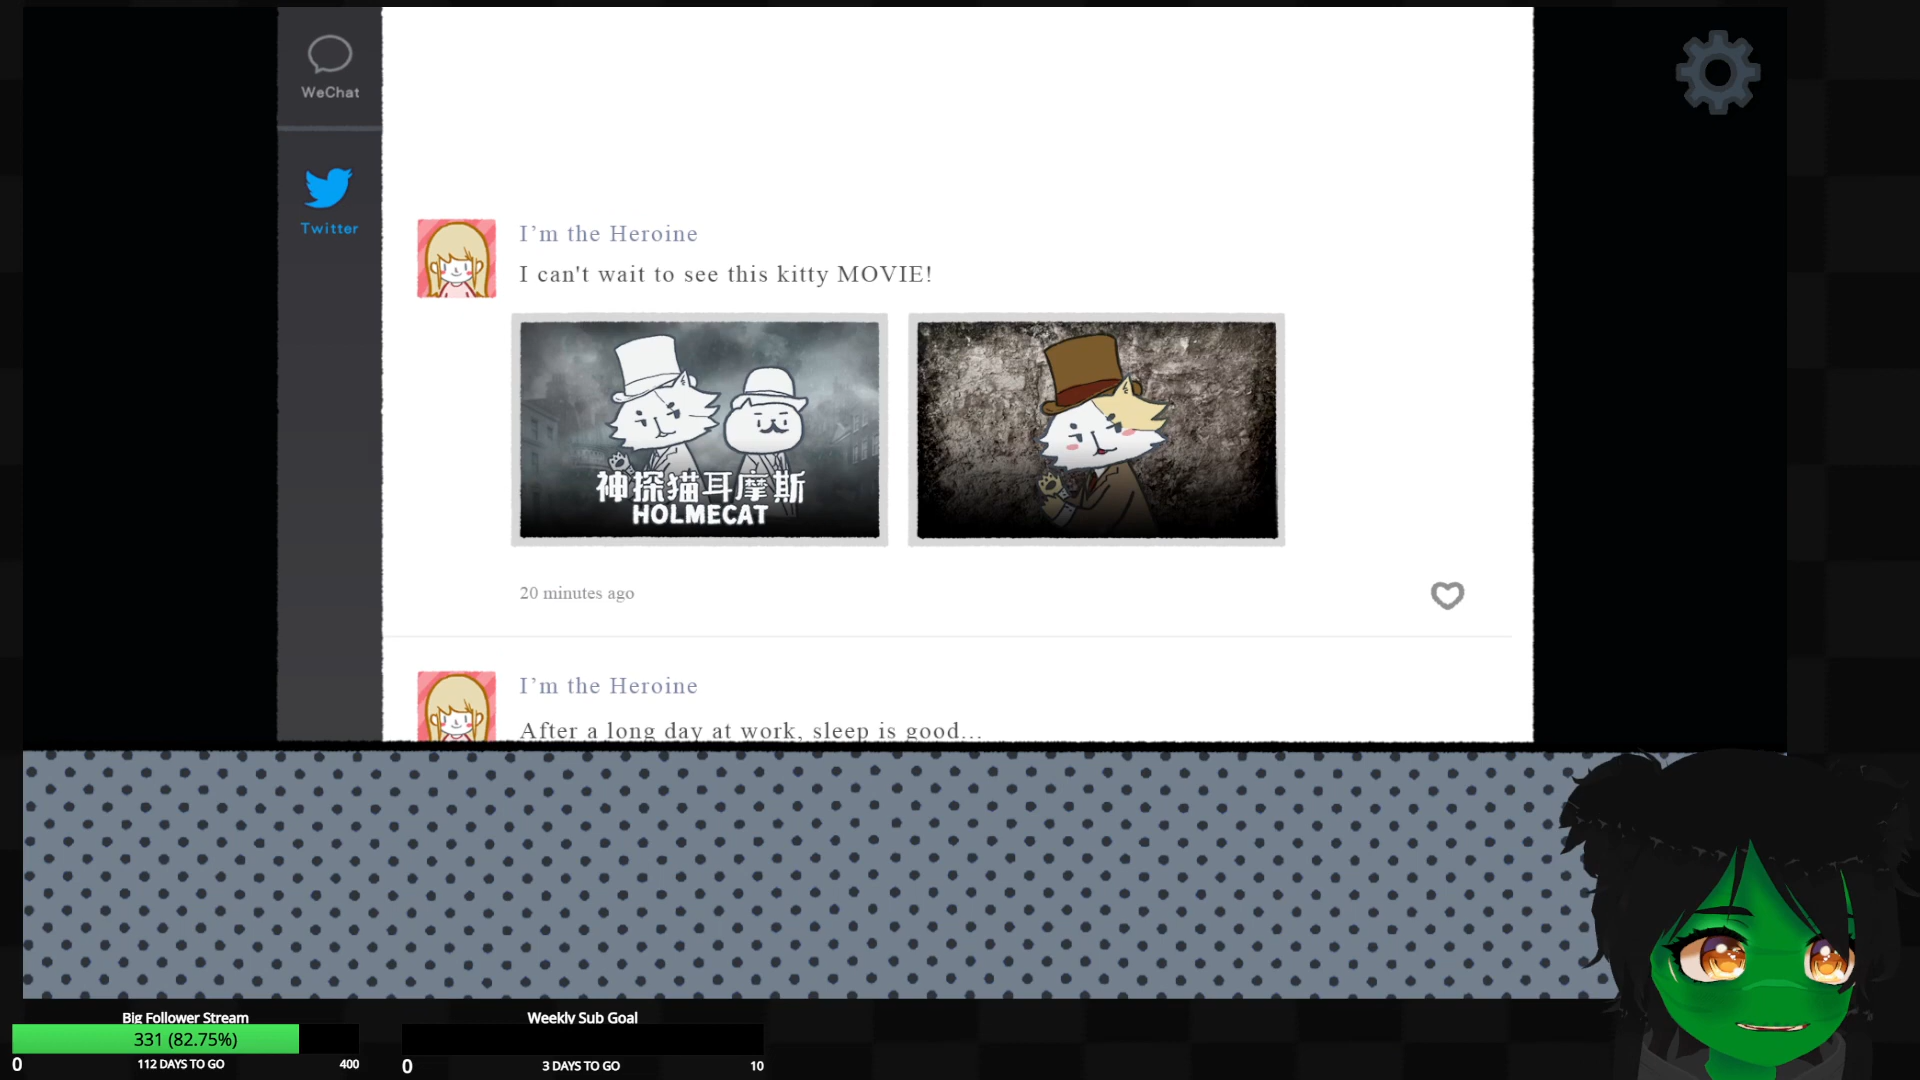 WeChat
Twitter
I'm the Heroine
I can't wait to see this kitty MOVIE!
神探猫耳摩斯
HOLMECAT
20 minutes ago
I'm the Heroine
After a long day at work, sleep is good...
Big Follower Stream
331 (82.75%)
0 112 DAYS TO GO 400
Weekly Sub Goal
0 3 DAYS TO GO 10